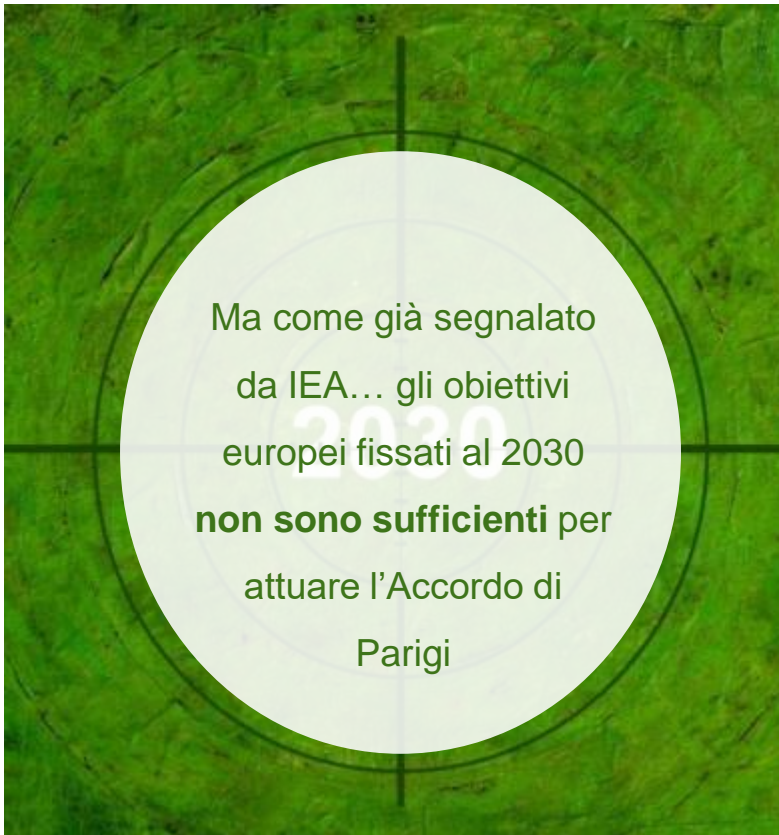 Ma come già segnalato
da IEA… gli obiettivi
europei fissati al 2030
non sono sufficienti per
attuare l’Accordo di
Parigi
2030